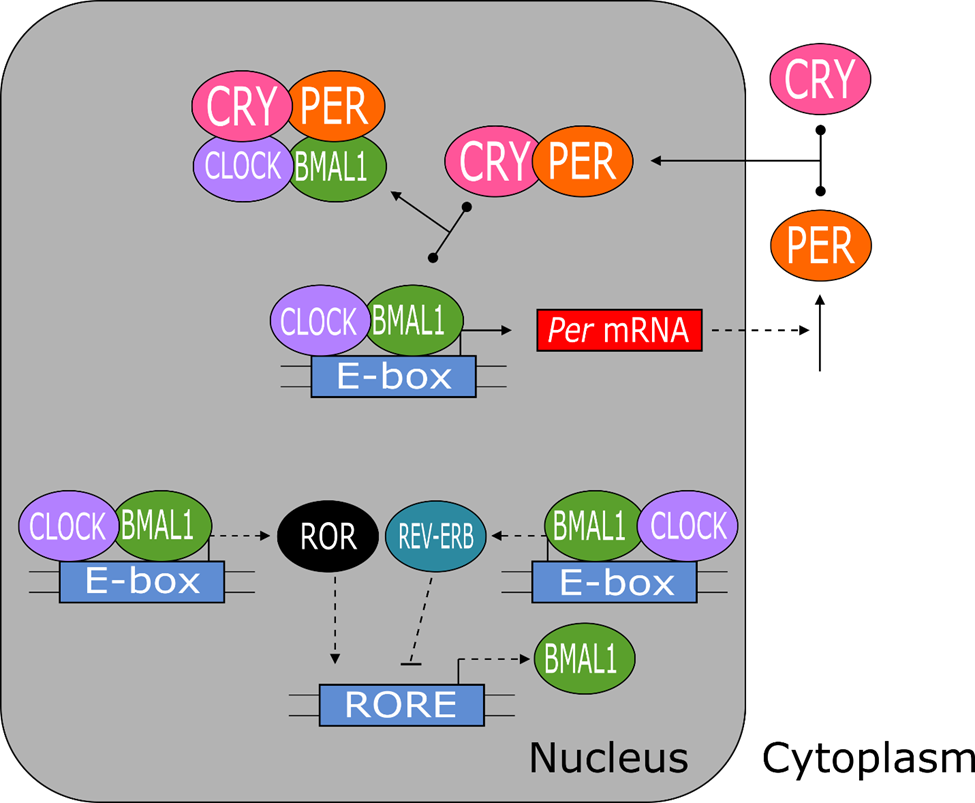 CRY
CRY PER
CLOCK BMAL1
CRY PER
PER
CLOCK BMAL1
Per mRNA
E-box
CLOCK BMAL1
ROR
REV-ERB
BMAL1 CLOCK
E-box
E-box
BMAL1
RORE
Nucleus
Cytoplasm